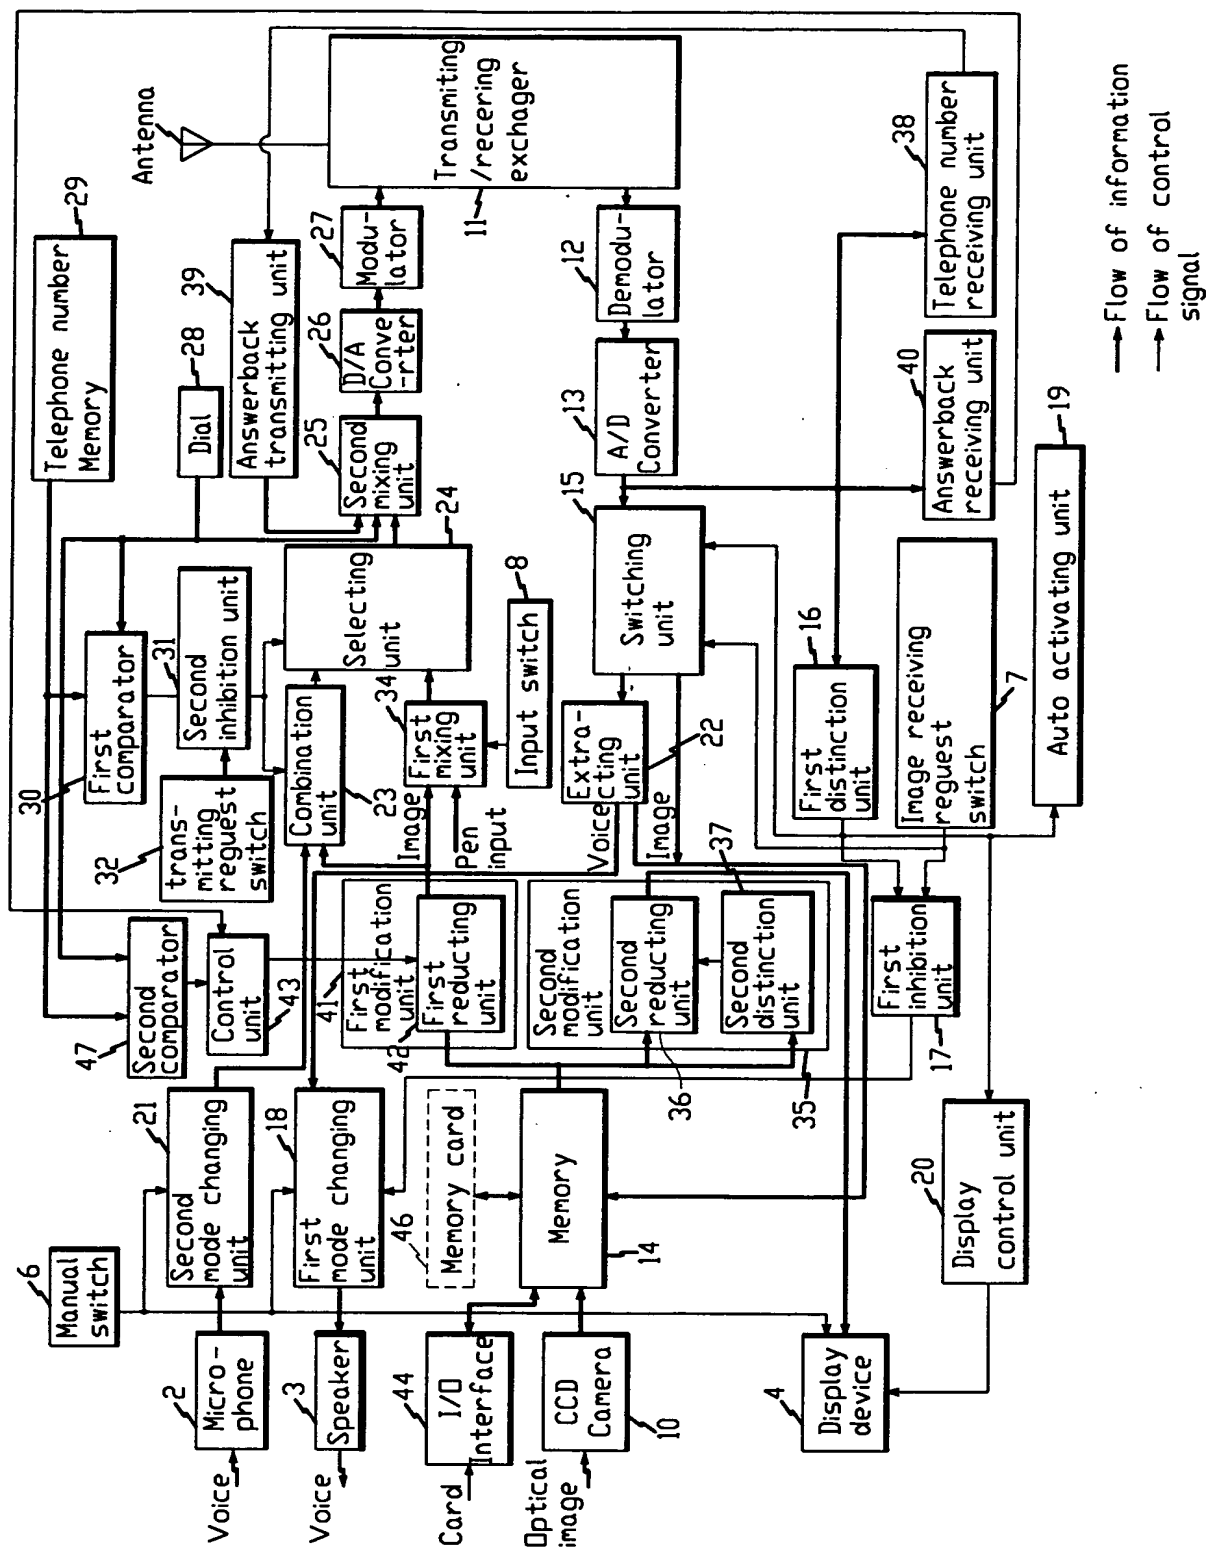 6
Manual
switch
Voice
2
Micro-
phone
21
Second
mode changing
unit
47
Second
comparator
Control
unit
43
32
trans-
mitting
reguest
switch
30
First
comparator
31
Second
inhibition unit
29
Telephone number
Memory
28
Dial
39
Answerback
transmitting unit
Antenna
Voice
3
Speaker
18
First
mode changing
unit
41
First
modification
unit
42
First
reducting
unit
Combination
unit
23
Image
Pen
input
34
First
mixing
unit
Selecting
unit
24
25
Second
mixing
unit
26
D/A
Conve
-rter
27
Modu-
lator
Transmiting
/recering
exchager
11
8
Input switch
Card
44
I/O
Interface
46
Memory card
Memory
14
Optical
image
CCD
Camera
10
Second
modification
unit
Second
reducting
unit
36
37
Second
distinction
unit
35
Voice
Image
Extra-
cting
unit
22
15
Switching
unit
13
A/D
Converter
12
Demodu-
lator
4
Display
device
20
Display
control unit
First
inhibition
unit
17
16
First
distinction
unit
Image receiving
reguest
switch
7
40
Answerback
receiving unit
38
Telephone number
receiving unit
19
Auto activating unit
Flow of information
Flow of control
signal